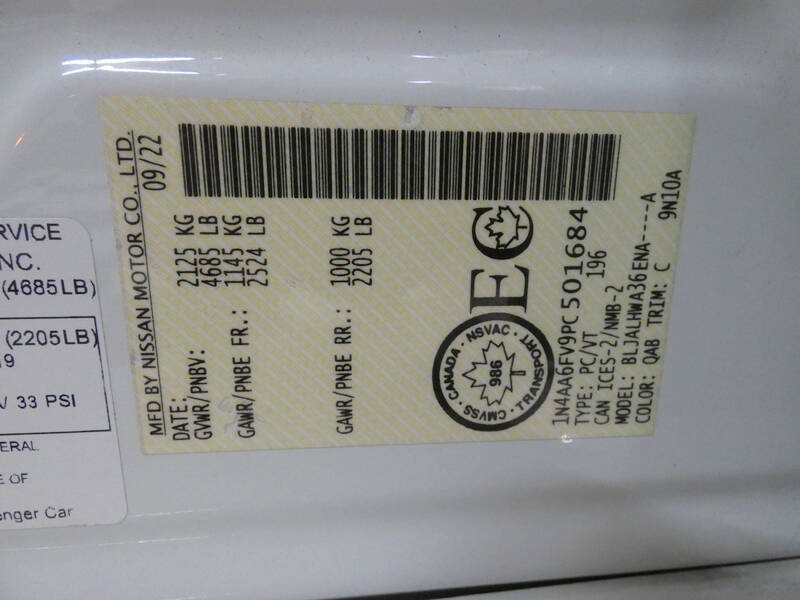 MFD BY NISSAN MOTOR CO., LTD.
DATE: 09/22
GVWR/PNBV: 2125 KG
4685 LB
GAWR/PNBE FR.: 1145 KG
2524 LB
GAWR/PNBE RR.: 1000 KG
2205 LB
CANADA · NSVAC · TRANSPORT · CMVSS
986
T
EC
1N4AA6FV9PC501684
TYPE: PC/VT 196
CAN ICES-2/NMB-2
MODEL: BLJALHWA36ENA----A
COLOR: QAB TRIM: C 9N10A
RVICE
NC.
(4685LB)
(2205LB)
19
/ 33 PSI
ERAL
E OF
enger Car